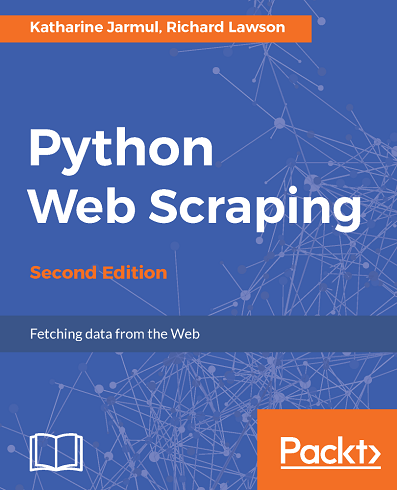 Katharine Jarmul, Richard Lawson
Python
Web Scraping
Second Edition
Fetching data from the Web
Packt>